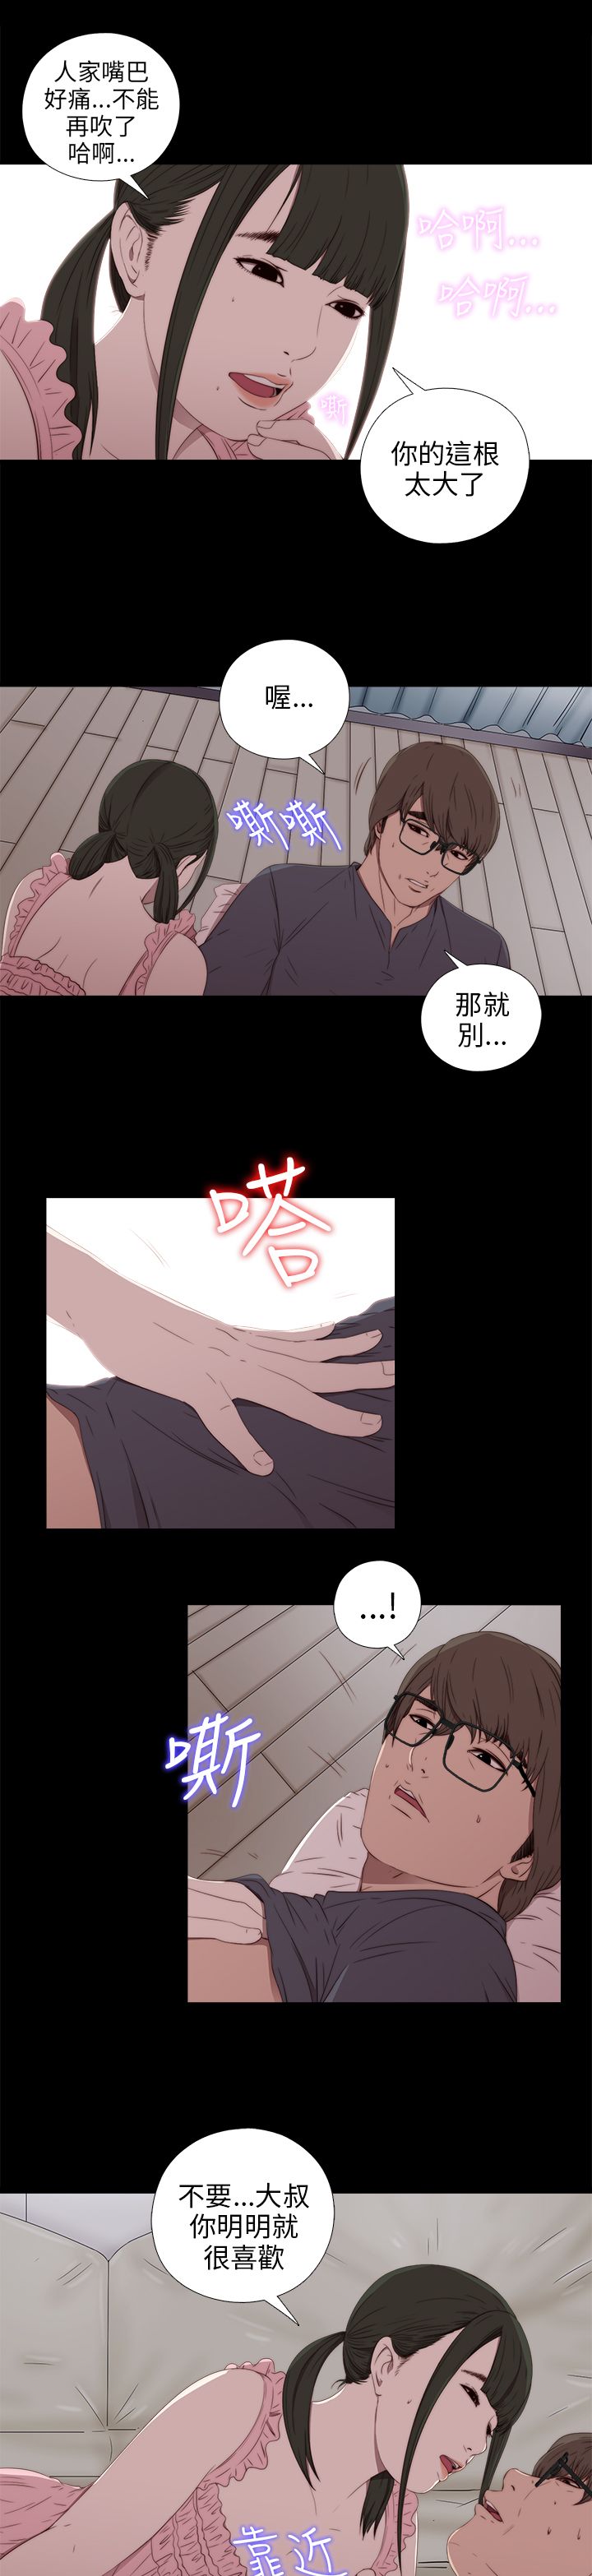 人家嘴巴
好痛...不能
再吹了
哈啊...
哈啊...
哈啊...
嘶
你的這根
太大了
喔...
嘶嘶
那就
別...
嗒
...!
嘶
不要...大叔
你明明就
很喜歡
靠近